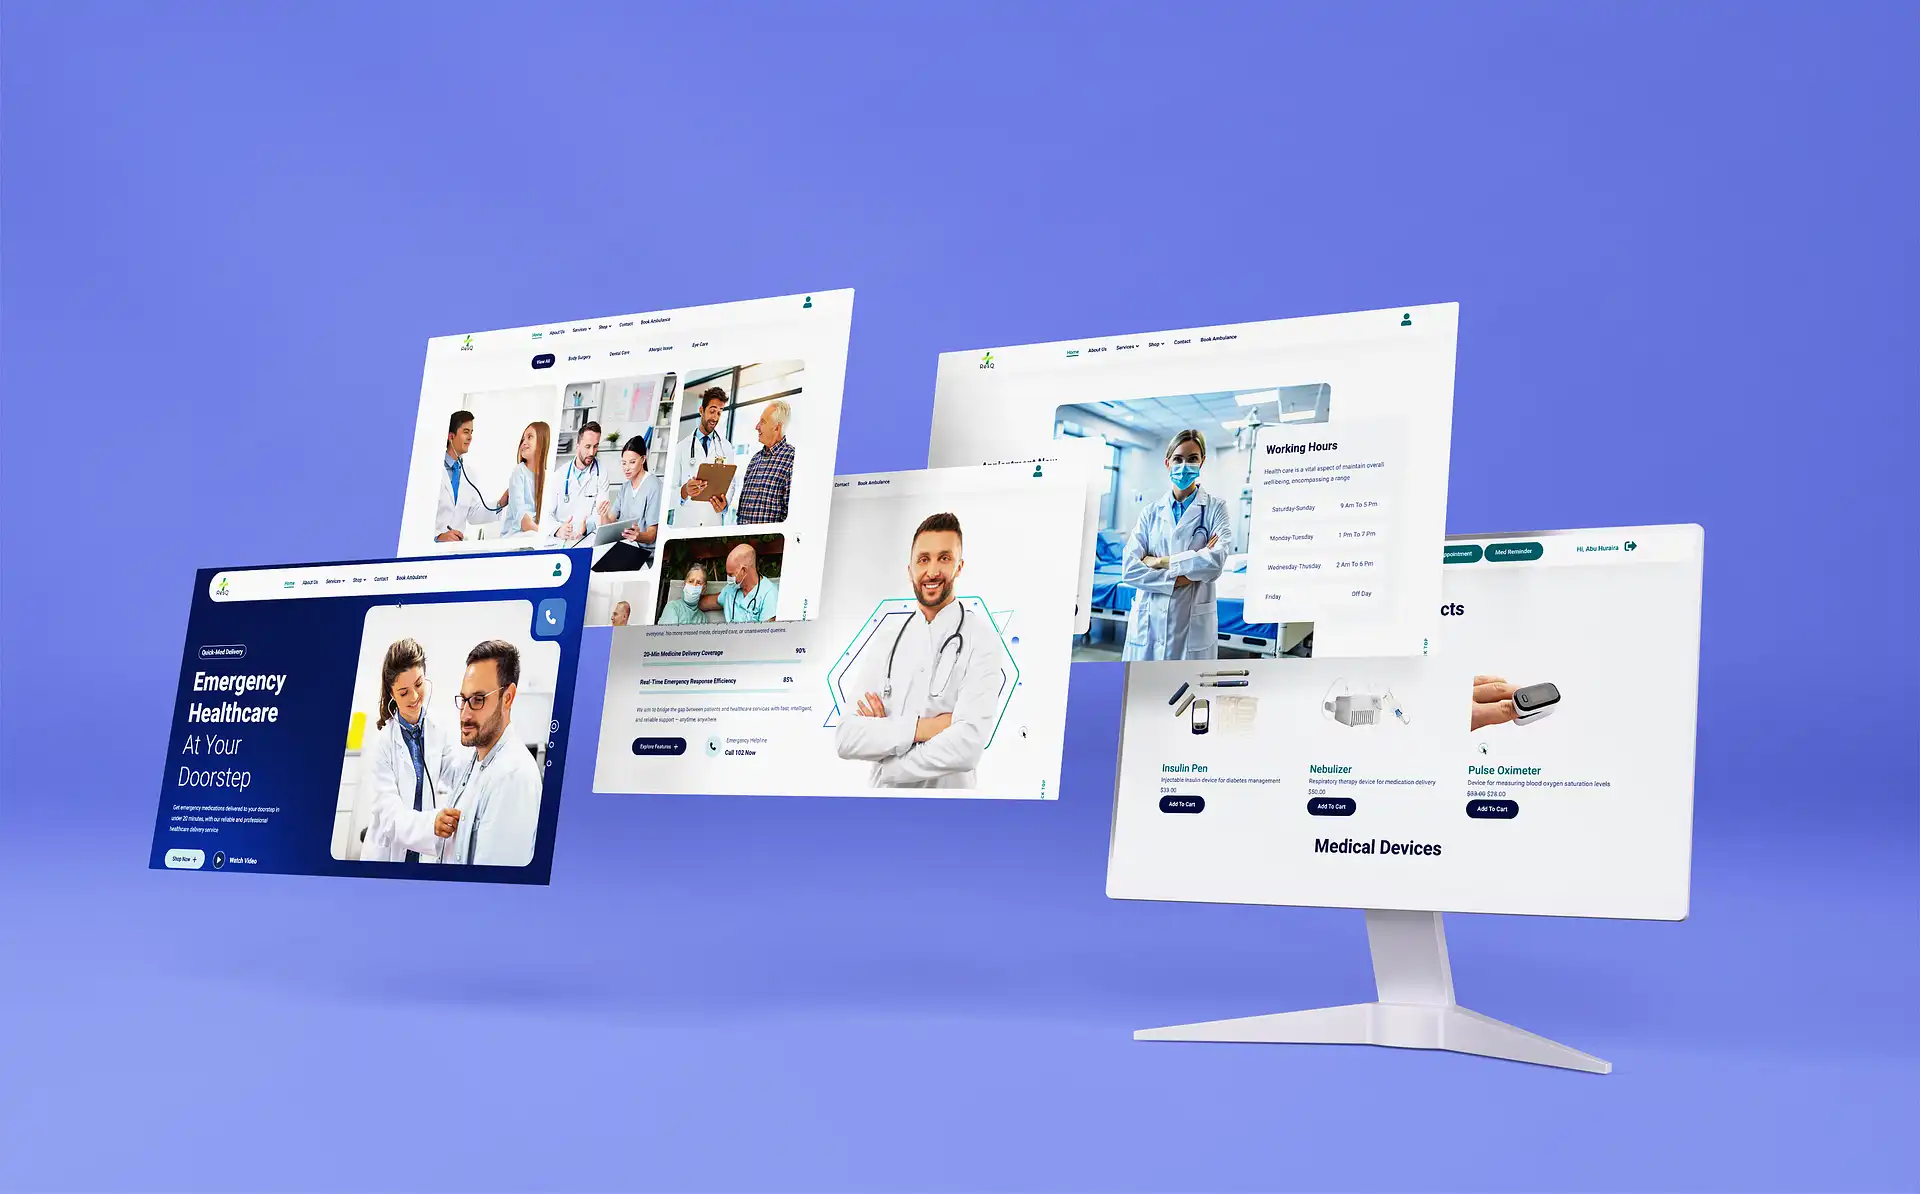 ResQ
Home
About Us
Services
Shop
Contact
Book Ambulance
View All
Body Surgery
Dental Care
Allergic Issue
Eye Care
ResQ
Home
About Us
Services
Shop
Contact
Book Ambulance
Appointment Now
Working Hours
Health care is a vital aspect of maintain overall
well-being, encompassing a range
Saturday-Sunday 9 Am To 5 Pm
Monday-Tuesday 1 Pm To 7 Pm
Wednesday-Thusday 2 Am To 6 Pm
Friday Off Day
Contact
Book Ambulance
everyone. No more missed meds, delayed care, or unanswered queries.
20-Min Medicine Delivery Coverage 90%
Real-Time Emergency Response Efficiency 85%
We aim to bridge the gap between patients and healthcare services with fast, intelligent,
and reliable support — anytime, anywhere.
Explore Features +
Emergency Helpline
Call 102 Now
ResQ
Home
About Us
Services
Shop
Contact
Book Ambulance
Quick-Med Delivery
Emergency
Healthcare
At Your
Doorstep
Get emergency medications delivered to your doorstep in
under 20 minutes, with our reliable and professional
healthcare delivery service
Shop Now +
Watch Video
ppointment
Med Reminder
Hi, Abu Huraira
cts
Insulin Pen
Injectable insulin device for diabetes management
$33.00
Add To Cart
Nebulizer
Respiratory therapy device for medication delivery
$50.00
Add To Cart
Pulse Oximeter
Device for measuring blood oxygen saturation levels
$33.00 $28.00
Add To Cart
Medical Devices